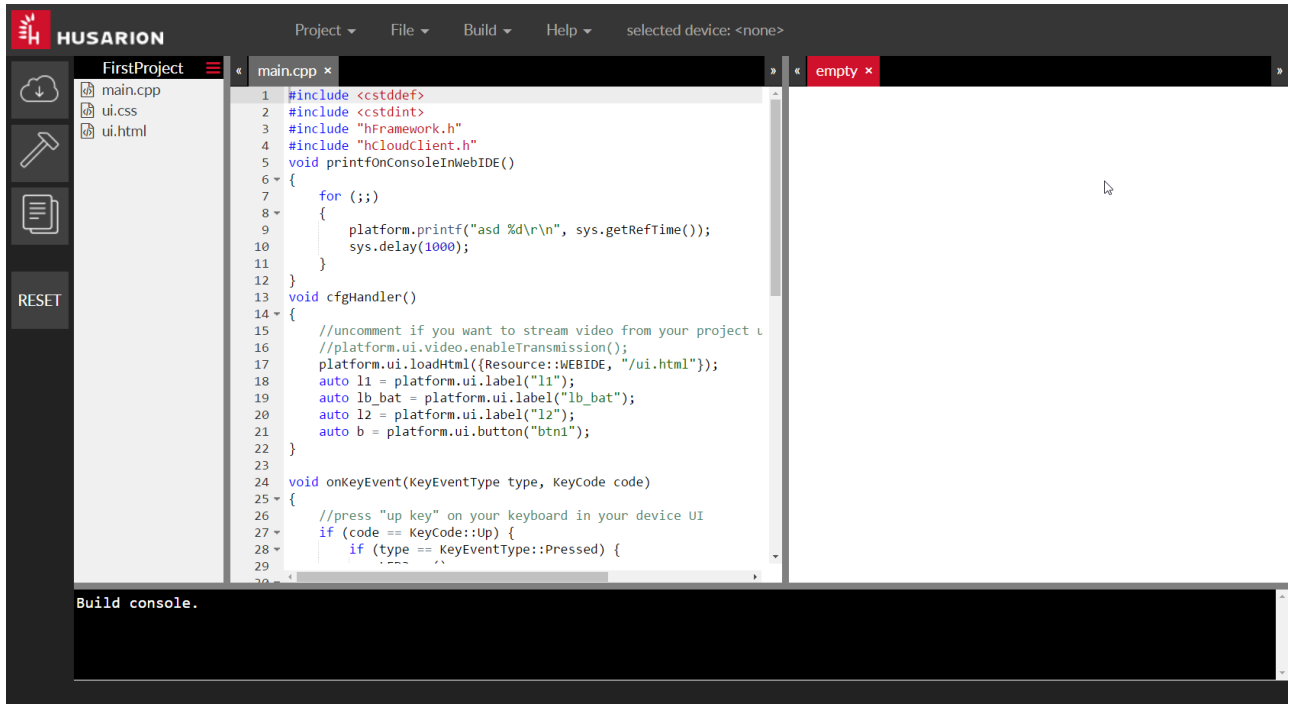 HUSARION
Project File Build Help selected device: <none>
FirstProject
main.cpp
ui.css
ui.html
RESET
« main.cpp × »
1 #include <cstddef>
2 #include <cstdint>
3 #include "hFramework.h"
4 #include "hCloudClient.h"
5 void printfOnConsoleInWebIDE()
6 {
7 for (;;)
8 {
9 platform.printf("asd %d\r\n", sys.getRefTime());
10 sys.delay(1000);
11 }
12 }
13 void cfgHandler()
14 {
15 //uncomment if you want to stream video from your project u
16 //platform.ui.video.enableTransmission();
17 platform.ui.loadHtml({Resource::WEBIDE, "/ui.html"});
18 auto l1 = platform.ui.label("l1");
19 auto lb_bat = platform.ui.label("lb_bat");
20 auto l2 = platform.ui.label("l2");
21 auto b = platform.ui.button("btn1");
22 }
23
24 void onKeyEvent(KeyEventType type, KeyCode code)
25 {
26 //press "up key" on your keyboard in your device UI
27 if (code == KeyCode::Up) {
28 if (type == KeyEventType::Pressed) {
29
« empty × »
Build console.